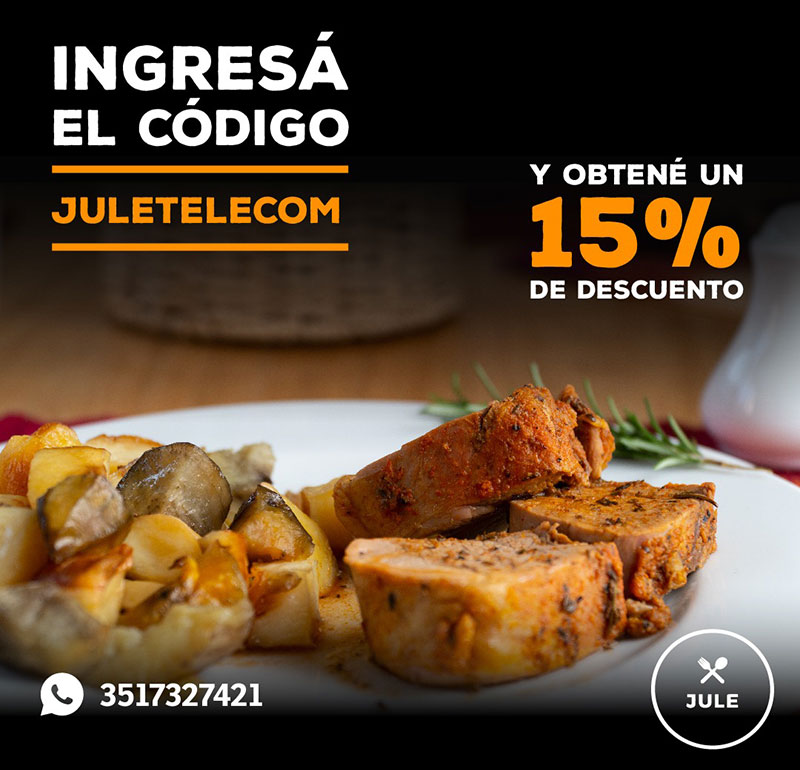 INGRESÁ
EL CÓDIGO
JULETELECOM
Y OBTENÉ UN
15%
DE DESCUENTO
3517327421
JULE